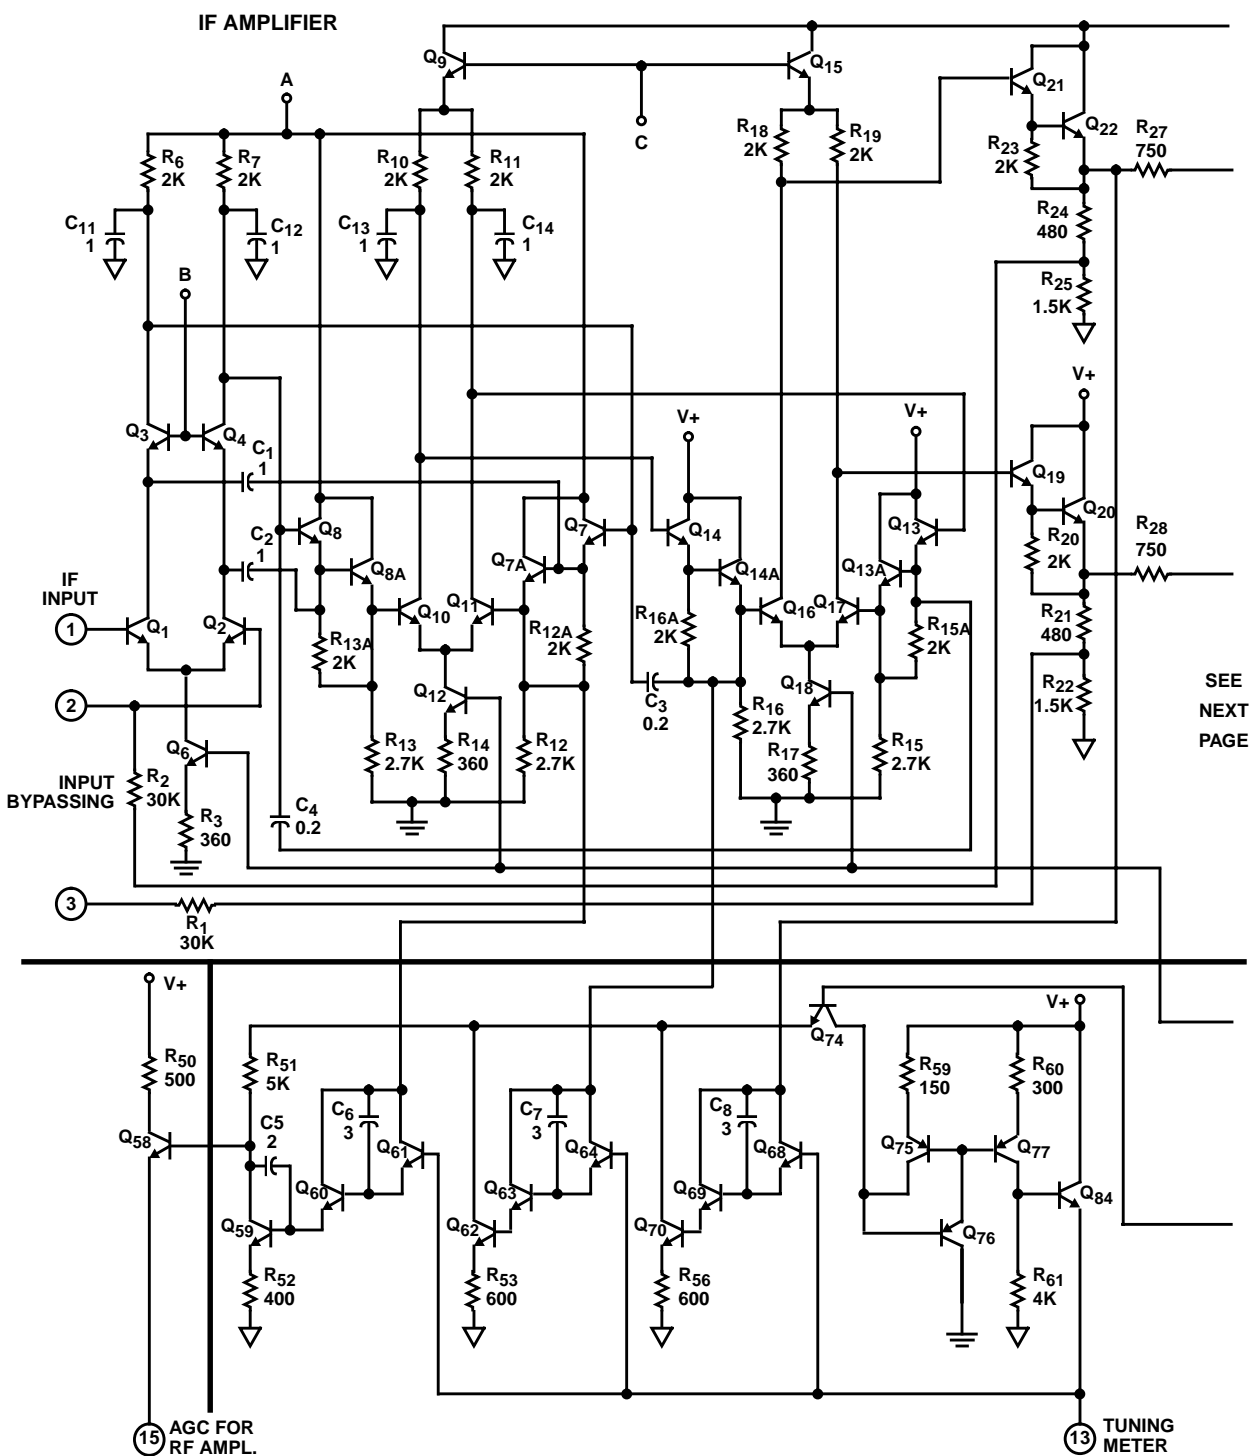 IF AMPLIFIER
A
B
C
Q9
Q15
Q21
Q22
R6
2K
R7
2K
R10
2K
R11
2K
R18
2K
R19
2K
R23
2K
R27
750
C11
1
C12
1
C13
1
C14
1
R24
480
R25
1.5K
Q3
Q4
C1
1
C2
1
Q8
Q8A
Q7
Q7A
V+
Q14
Q14A
V+
Q13
Q13A
V+
Q19
Q20
R20
2K
R28
750
IF
INPUT
1
Q1
Q2
Q10
Q11
Q16
Q17
R13A
2K
R12A
2K
R16A
2K
R15A
2K
R21
480
R22
1.5K
2
Q6
Q12
Q18
C3
0.2
R13
2.7K
R14
360
R12
2.7K
R16
2.7K
R17
360
R15
2.7K
SEE
NEXT
PAGE
INPUT
BYPASSING
R2
30K
R3
360
C4
0.2
3
R1
30K
V+
R50
500
R51
5K
C5
2
Q58
Q59
R52
400
Q60
C6
3
Q61
Q62
R53
600
Q63
C7
3
Q64
C8
3
Q68
Q69
Q70
R56
600
Q74
V+
R59
150
R60
300
Q75
Q77
Q76
Q84
R61
4K
15
AGC FOR
RF AMPL.
13
TUNING
METER